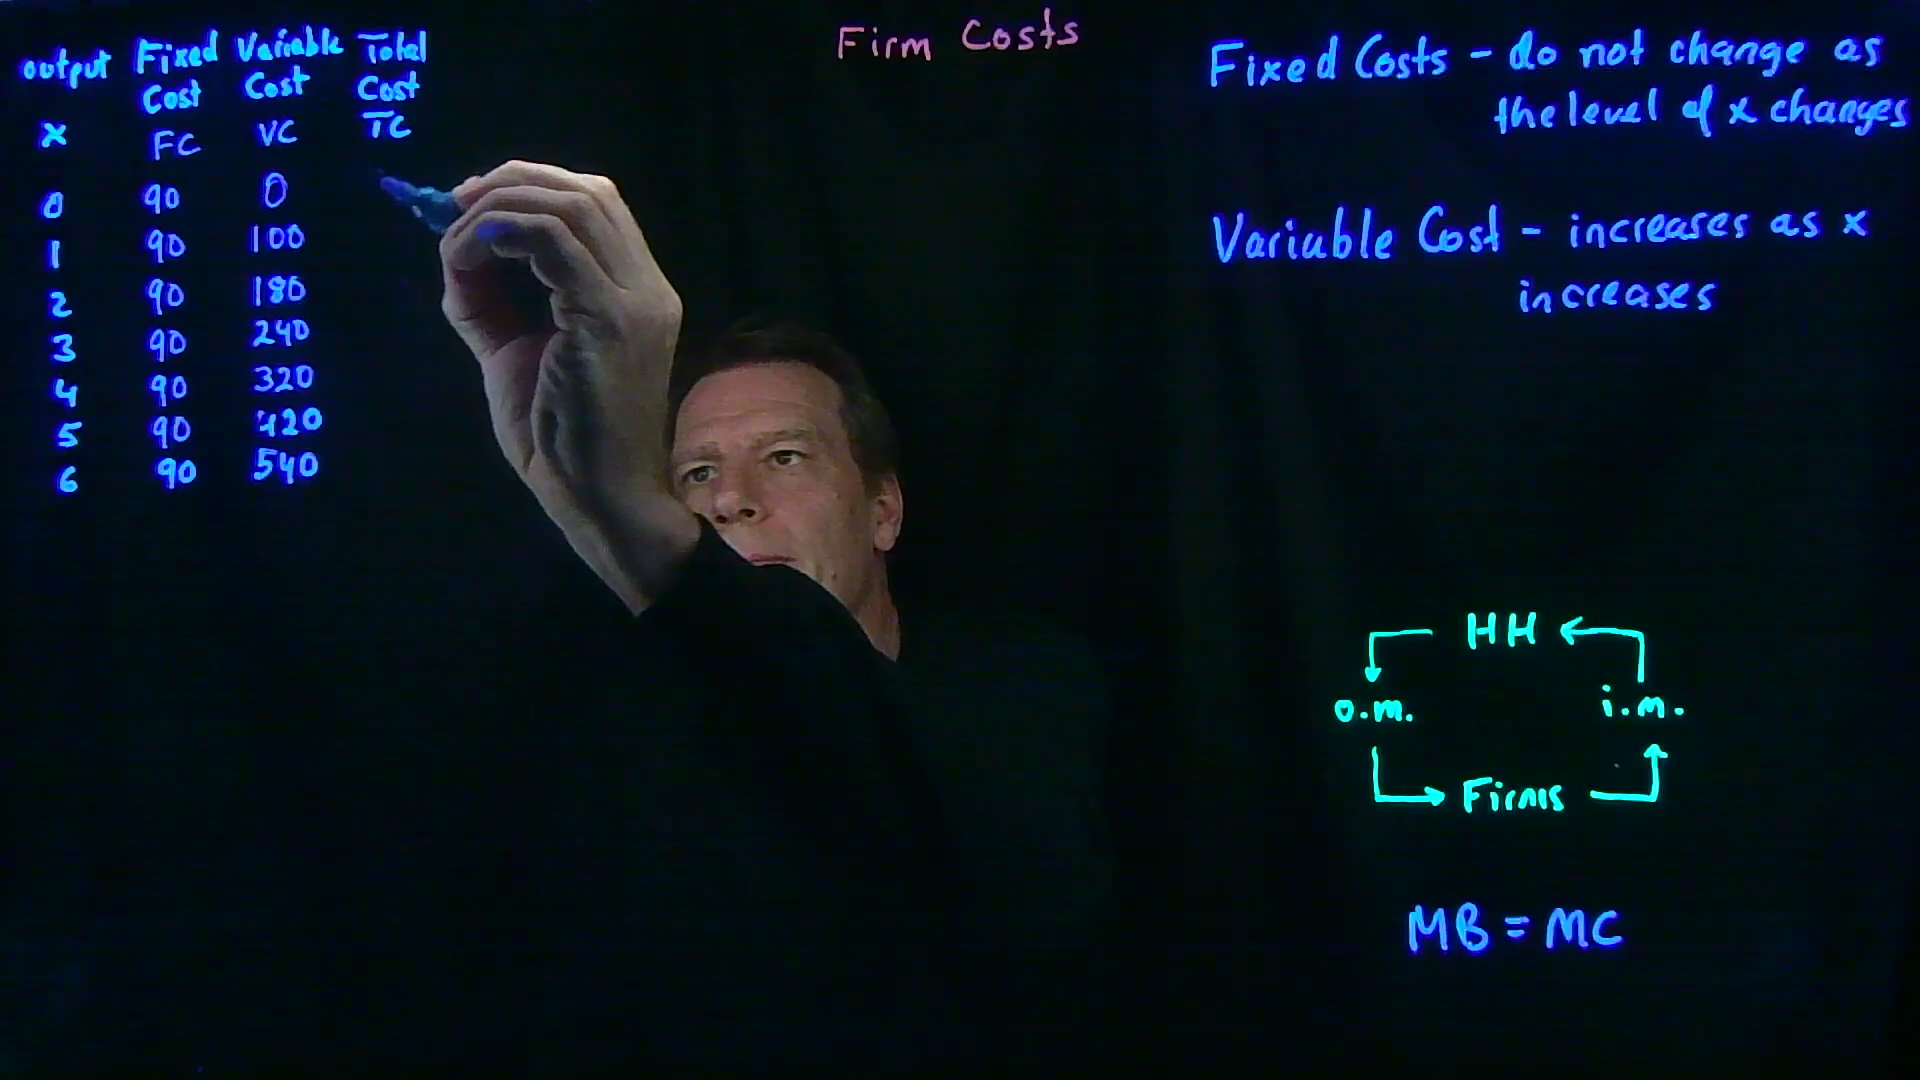 Firm Costs
output Fixed Cost Variable Cost Total Cost
x FC VC TC
0 90 0
1 90 100
2 90 180
3 90 240
4 90 320
5 90 420
6 90 540
Fixed Costs - do not change as
the level of x changes
Variable Cost - increases as x
increases
HH
o.m. i.m.
Firms
MB = MC